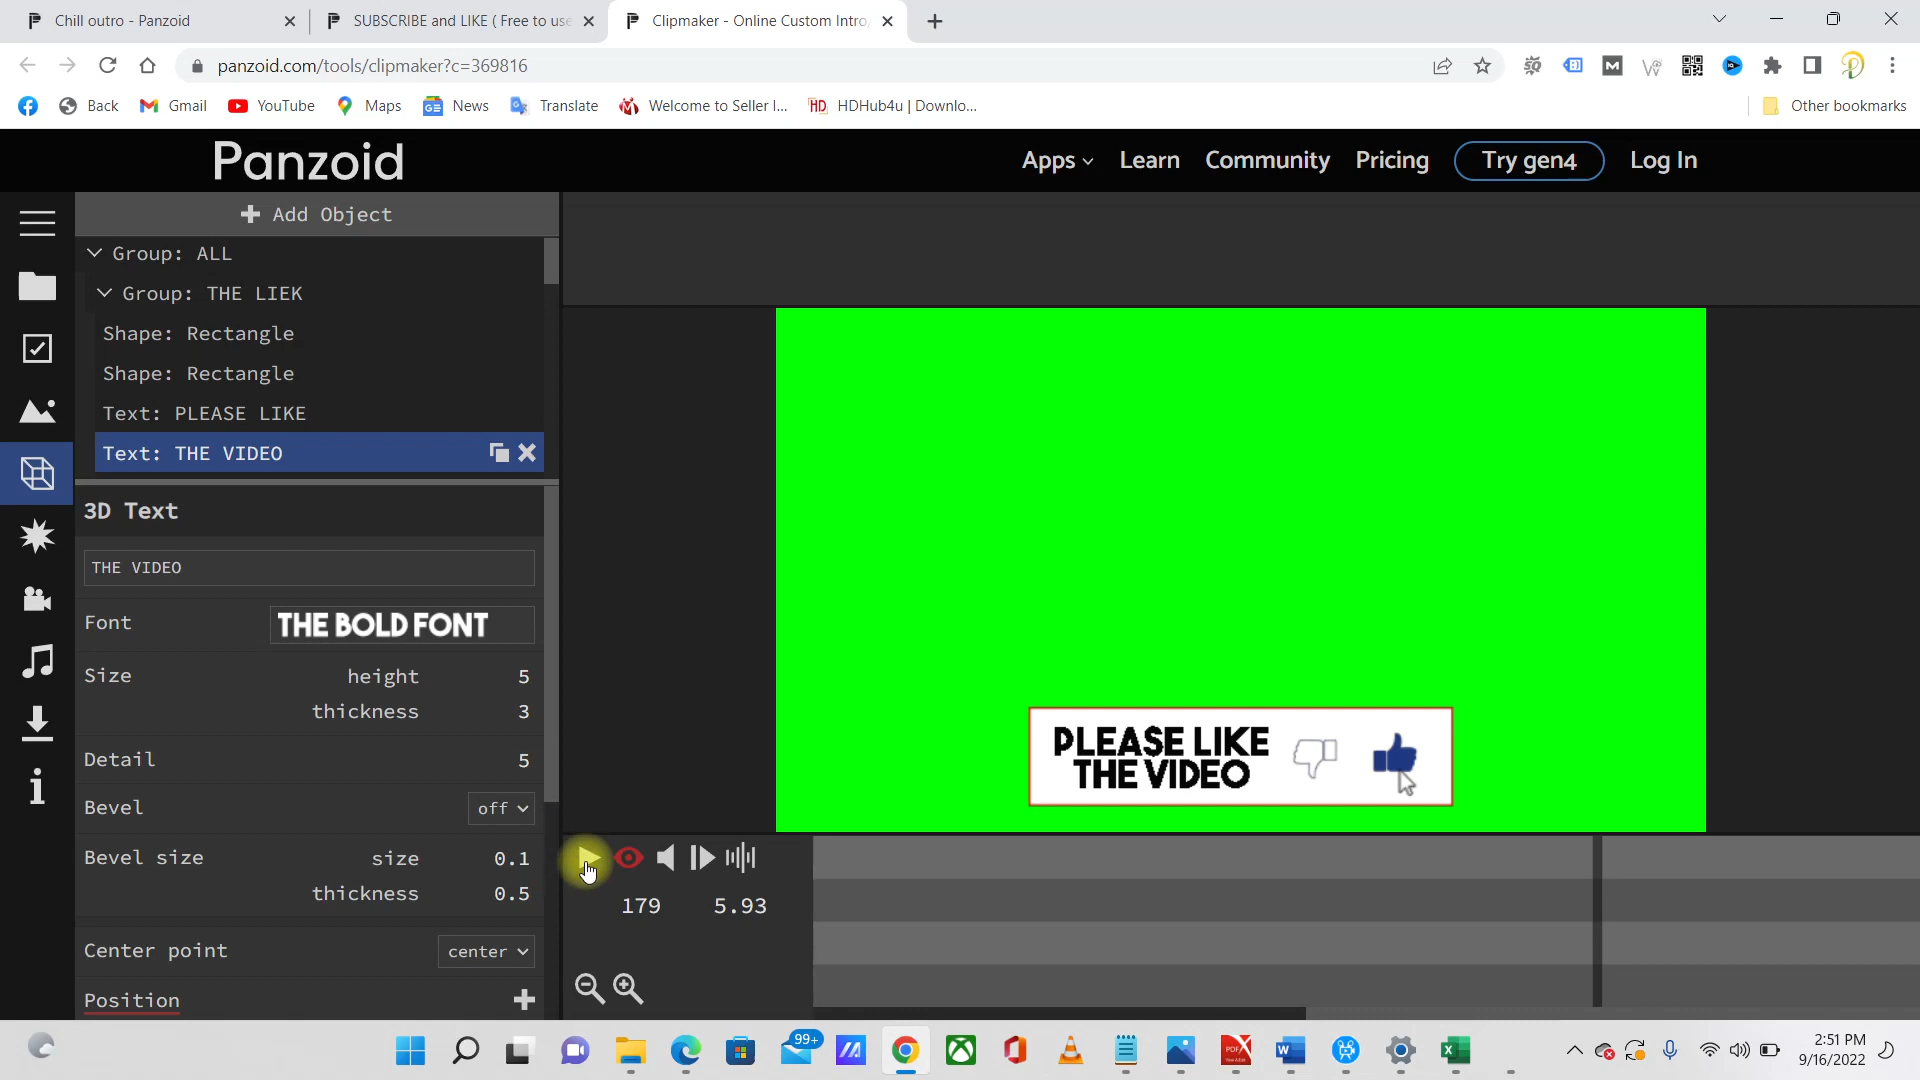 Chill outro - Panzoid
SUBSCRIBE and LIKE ( Free to use
Clipmaker - Online Custom Intro,
panzoid.com/tools/clipmaker?c=369816
Back
Gmail
YouTube
Maps
News
Translate
Welcome to Seller I...
HD HDHub4u | Downlo...
Other bookmarks
Panzoid
Apps
Learn
Community
Pricing
Try gen4
Log In
Add Object
Group: ALL
Group: THE LIEK
Shape: Rectangle
Shape: Rectangle
Text: PLEASE LIKE
Text: THE VIDEO
3D Text
THE VIDEO
Font THE BOLD FONT
Size height 5
thickness 3
Detail 5
Bevel off
Bevel size size 0.1
thickness 0.5
Center point center
Position
PLEASE LIKE
THE VIDEO
179 5.93
99+
2:51 PM
9/16/2022